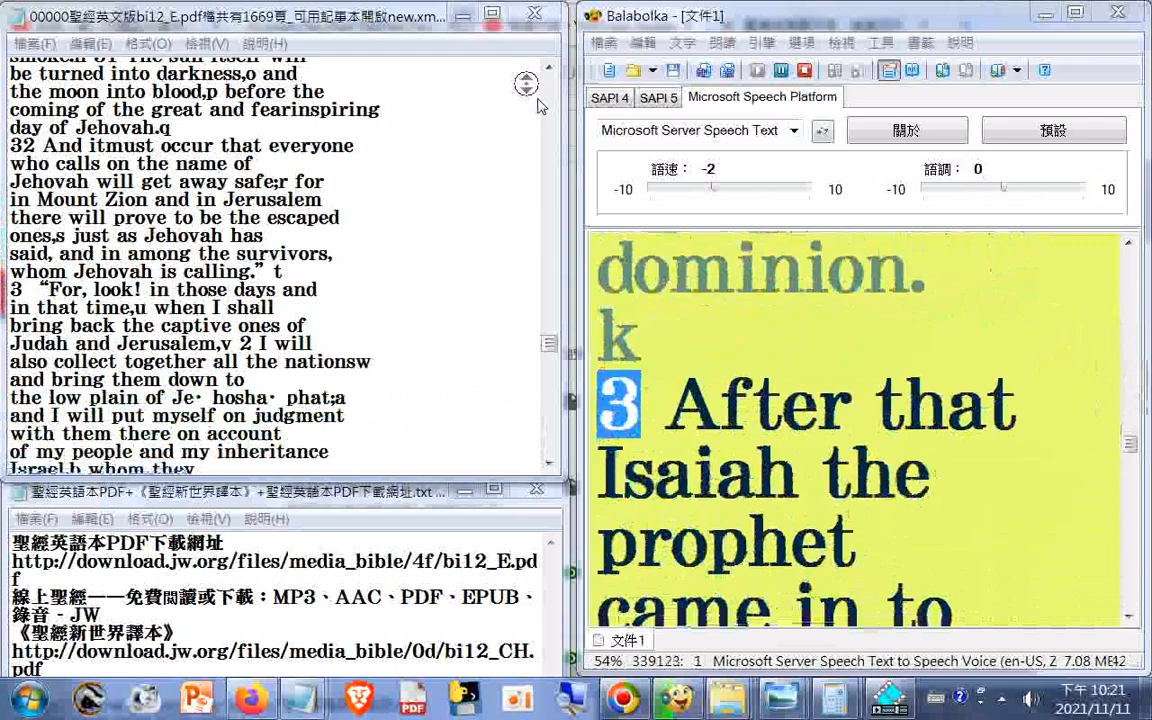 00000聖經英文版bi12_E.pdf檔共有1669頁_可用記事本開啟new.xm...
檔案(F) 編輯(E) 格式(O) 檢視(V) 說明(H)
smoke.n 31 The sun itself will
be turned into darkness,o and
the moon into blood,p before the
coming of the great and fearinspiring
day of Jehovah.q
32 And itmust occur that everyone
who calls on the name of
Jehovah will get away safe;r for
in Mount Zion and in Jerusalem
there will prove to be the escaped
ones,s just as Jehovah has
said, and in among the survivors,
whom Jehovah is calling.” t
3 “For, look! in those days and
in that time,u when I shall
bring back the captive ones of
Judah and Jerusalem,v 2 I will
also collect together all the nationsw
and bring them down to
the low plain of Je· hosha· phat;a
and I will put myself on judgment
with them there on account
of my people and my inheritance
Israel,b whom they
聖經英語本PDF+《聖經新世界譯本》+聖經英語本PDF下載網址.txt ...
檔案(F) 編輯(E) 格式(O) 檢視(V) 說明(H)
聖經英語本PDF下載網址
http://download.jw.org/files/media_bible/4f/bi12_E.pd
f
線上聖經——免費閱讀或下載：MP3、AAC、PDF、EPUB、
錄音 - JW
《聖經新世界譯本》
http://download.jw.org/files/media_bible/0d/bi12_CH.
pdf
Balabolka - [文件1]
檔案 編輯 文字 朗讀 引擎 選項 檢視 工具 書籤 說明
SAPI 4 SAPI 5 Microsoft Speech Platform
Microsoft Server Speech Text 關於 預設
語速： -2 語調： 0
-10 10 -10 10
dominion.
k
3 After that
Isaiah the
prophet
came in to
文件1
54% 339123: 1 Microsoft Server Speech Text to Speech Voice (en-US, Z 7.08 ME
下午 10:21
2021/11/11